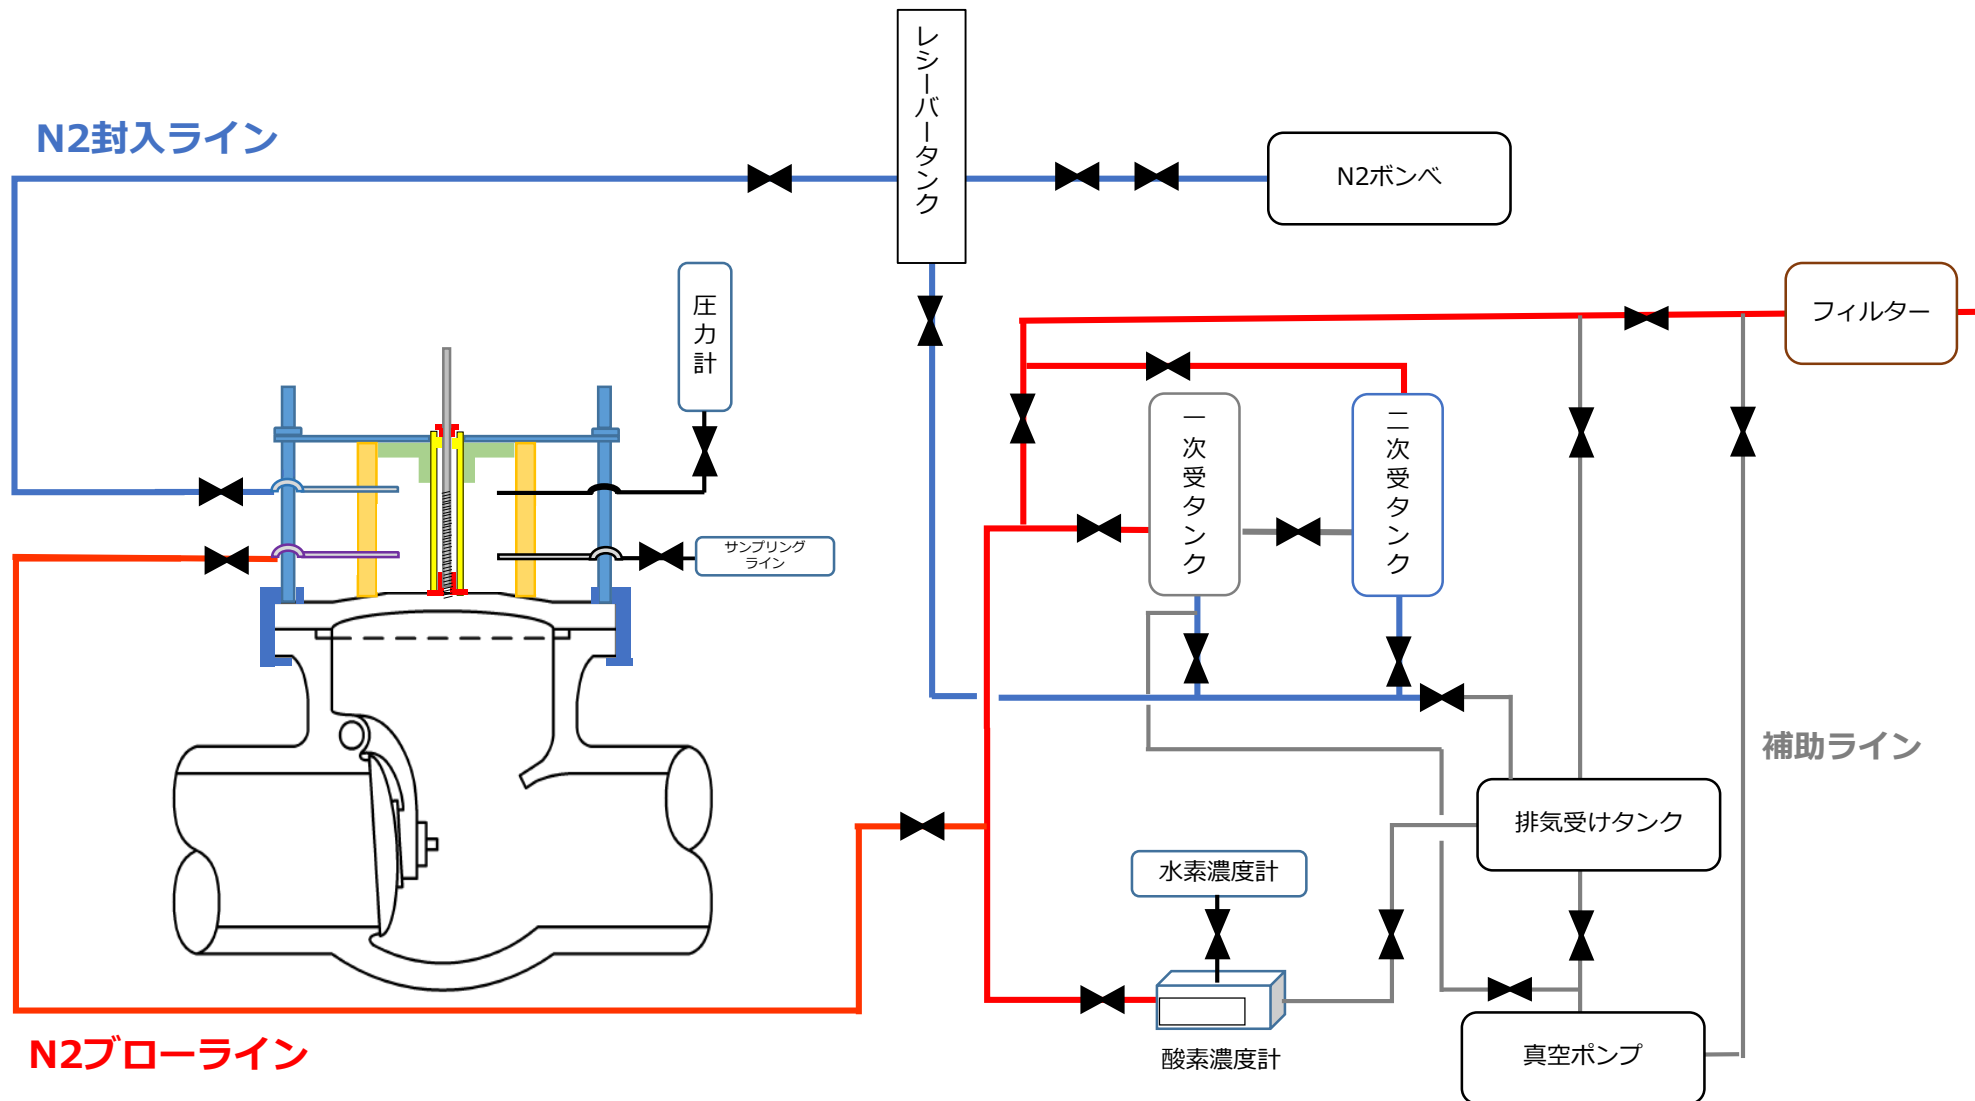 レシーバータンク
N2封入ライン
N2ボンベ
圧力計
フィルター
一次受タンク
二次受タンク
サンプリング
ライン
補助ライン
排気受けタンク
水素濃度計
N2ブローライン
酸素濃度計
真空ポンプ